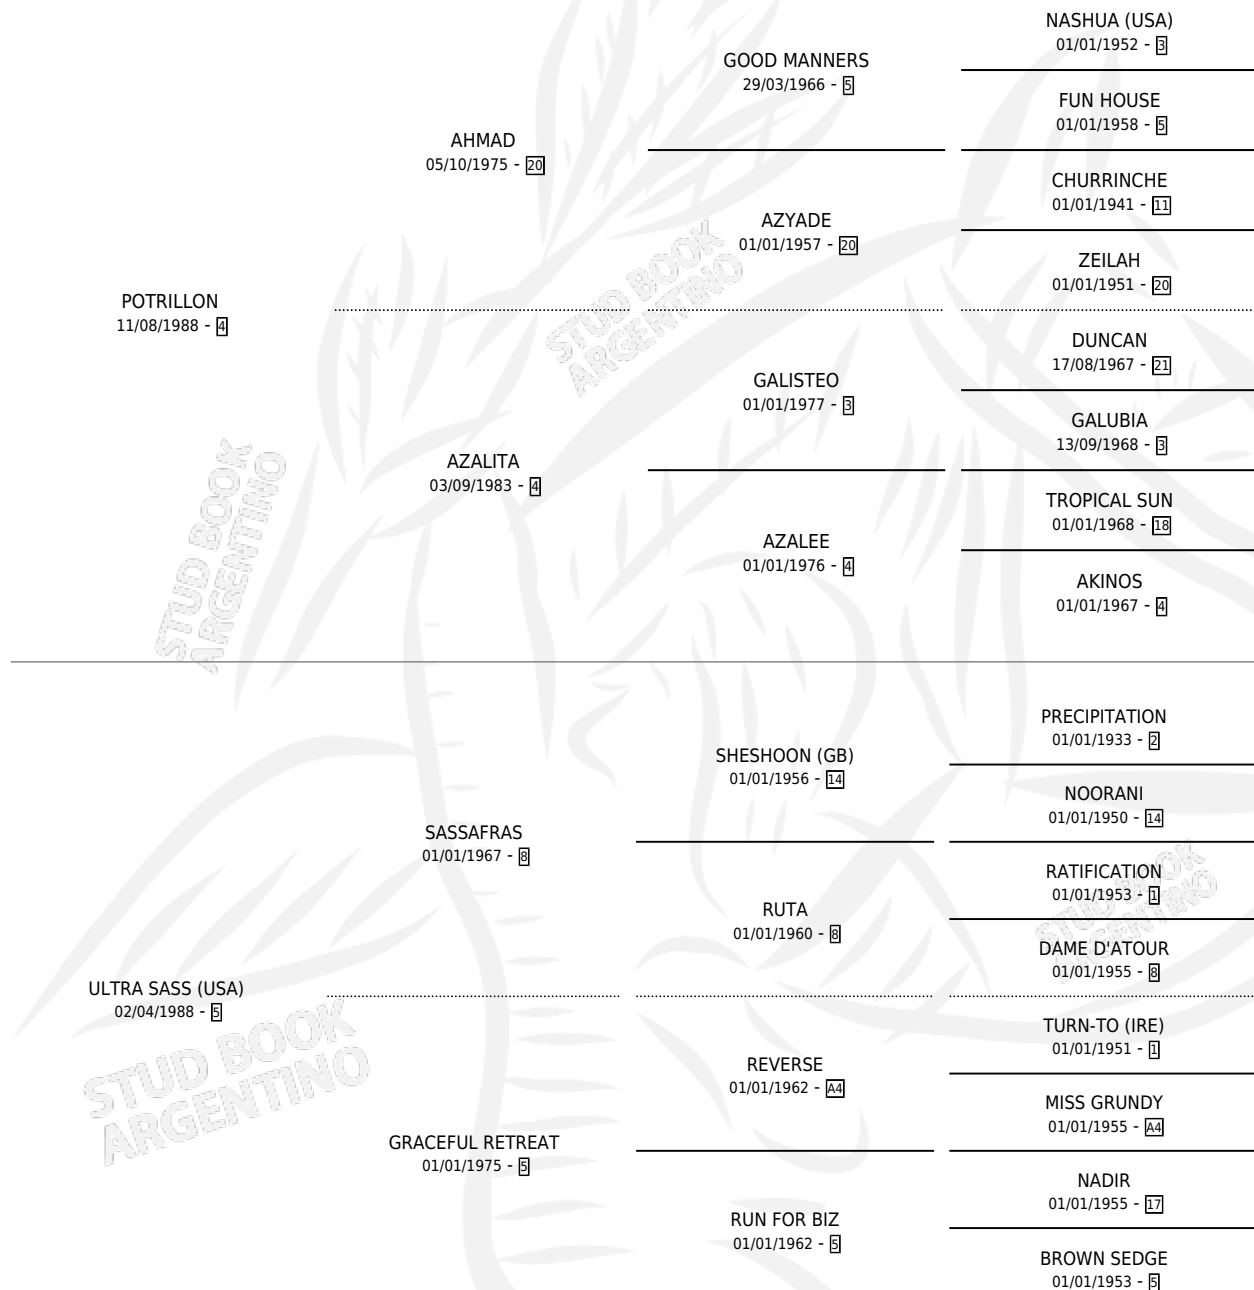 NASHUA (USA)
01/01/1952 - 3
GOOD MANNERS
29/03/1966 - 5
FUN HOUSE
01/01/1958 - 5
AHMAD
05/10/1975 - 20
CHURRINCHE
01/01/1941 - 11
AZYADE
01/01/1957 - 20
ZEILAH
01/01/1951 - 20
POTRILLON
11/08/1988 - 4
STUD BOOK
ARGENTINO
DUNCAN
17/08/1967 - 21
GALISTEO
01/01/1977 - 3
GALUBIA
13/09/1968 - 3
AZALITA
03/09/1983 - 4
TROPICAL SUN
01/01/1968 - 18
AZALEE
01/01/1976 - 4
AKINOS
01/01/1967 - 4
STUD BOOK
ARGENTINO
PRECIPITATION
01/01/1933 - 2
SHESHOON (GB)
01/01/1956 - 14
NOORANI
01/01/1950 - 14
SASSAFRAS
01/01/1967 - 8
RATIFICATION
01/01/1953 - 1
RUTA
01/01/1960 - 8
STUD BOOK
ARGENTINO
DAME D'ATOUR
01/01/1955 - 8
ULTRA SASS (USA)
02/04/1988 - 5
TURN-TO (IRE)
01/01/1951 - 1
REVERSE
01/01/1962 - A4
STUD BOOK
ARGENTINO
MISS GRUNDY
01/01/1955 - A4
GRACEFUL RETREAT
01/01/1975 - 5
NADIR
01/01/1955 - 17
RUN FOR BIZ
01/01/1962 - 5
BROWN SEDGE
01/01/1953 - 5